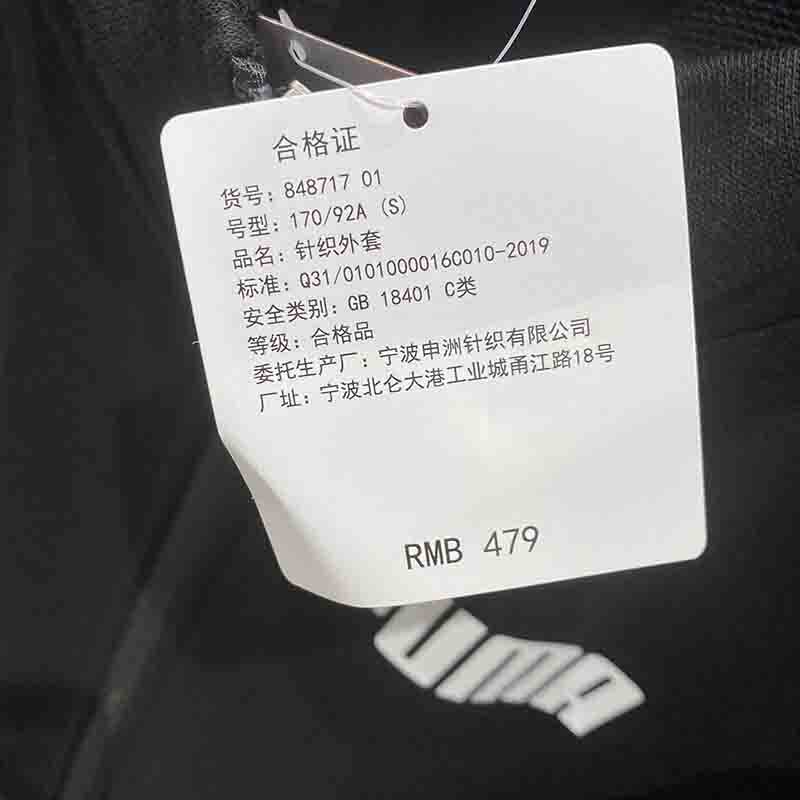 合格证
货号: 848717 01
号型: 170/92A (S)
品名: 针织外套
标准: Q31/0101000016C010-2019
安全类别: GB 18401 C类
等级: 合格品
委托生产厂: 宁波申洲针织有限公司
厂址: 宁波北仑大港工业城甬江路18号
RMB 479
UMA